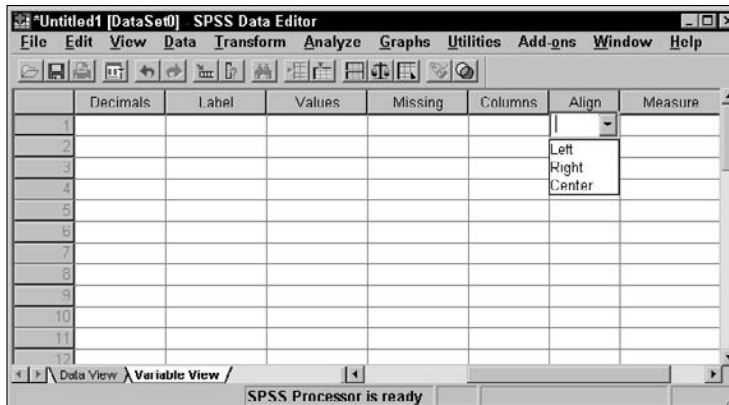 *Untitled1 [DataSet0] - SPSS Data Editor
File Edit View Data Transform Analyze Graphs Utilities Add-ons Window Help
Decimals Label Values Missing Columns Align Measure
1
2
Left
3
Right
4
Center
5
6
7
8
9
10
11
12
Data View Variable View
SPSS Processor is ready